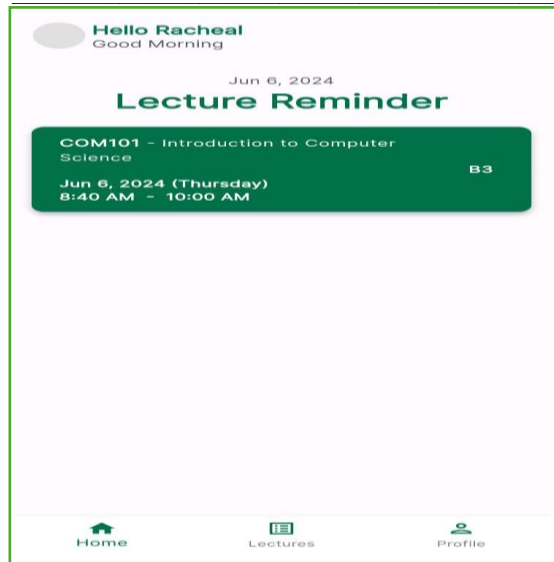 Hello Racheal
Good Morning
Jun 6, 2024
Lecture Reminder
COM101 - Introduction to Computer
Science
B3
Jun 6, 2024 (Thursday)
8:40 AM - 10:00 AM
Home
Lectures
Profile